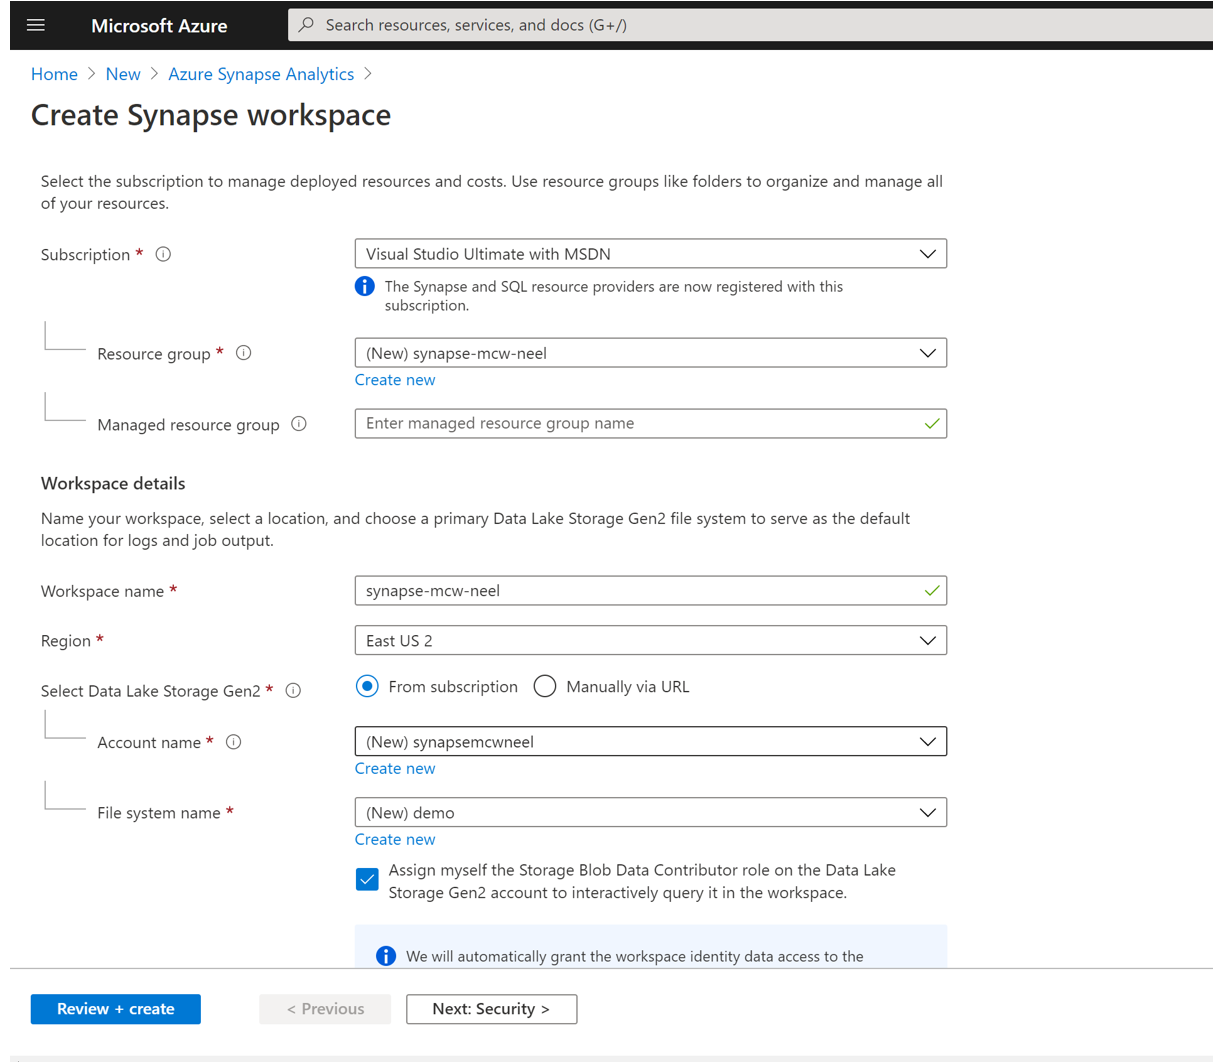 Microsoft Azure
Search resources, services, and docs (G+/)
Home > New > Azure Synapse Analytics >
Create Synapse workspace
Select the subscription to manage deployed resources and costs. Use resource groups like folders to organize and manage all
of your resources.
Subscription *
Visual Studio Ultimate with MSDN
The Synapse and SQL resource providers are now registered with this
subscription.
Resource group *
(New) synapse-mcw-neel
Create new
Managed resource group
Enter managed resource group name
Workspace details
Name your workspace, select a location, and choose a primary Data Lake Storage Gen2 file system to serve as the default
location for logs and job output.
Workspace name *
synapse-mcw-neel
Region *
East US 2
Select Data Lake Storage Gen2 *
From subscription
Manually via URL
Account name *
(New) synapsemcwneel
Create new
File system name *
(New) demo
Create new
Assign myself the Storage Blob Data Contributor role on the Data Lake
Storage Gen2 account to interactively query it in the workspace.
We will automatically grant the workspace identity data access to the
Review + create
< Previous
Next: Security >